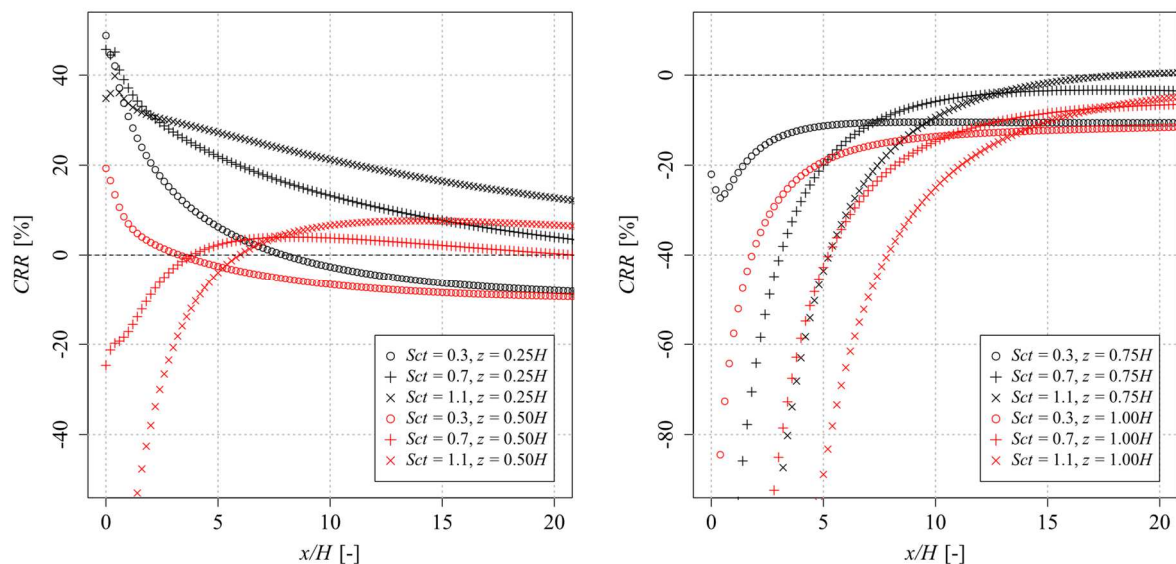 CRR [%]
40
20
0
-20
-40
0
5
10
15
20
x/H [-]
Sct = 0.3, z = 0.25H
Sct = 0.7, z = 0.25H
Sct = 1.1, z = 0.25H
Sct = 0.3, z = 0.50H
Sct = 0.7, z = 0.50H
Sct = 1.1, z = 0.50H
CRR [%]
0
-20
-40
-60
-80
0
5
10
15
20
x/H [-]
Sct = 0.3, z = 0.75H
Sct = 0.7, z = 0.75H
Sct = 1.1, z = 0.75H
Sct = 0.3, z = 1.00H
Sct = 0.7, z = 1.00H
Sct = 1.1, z = 1.00H